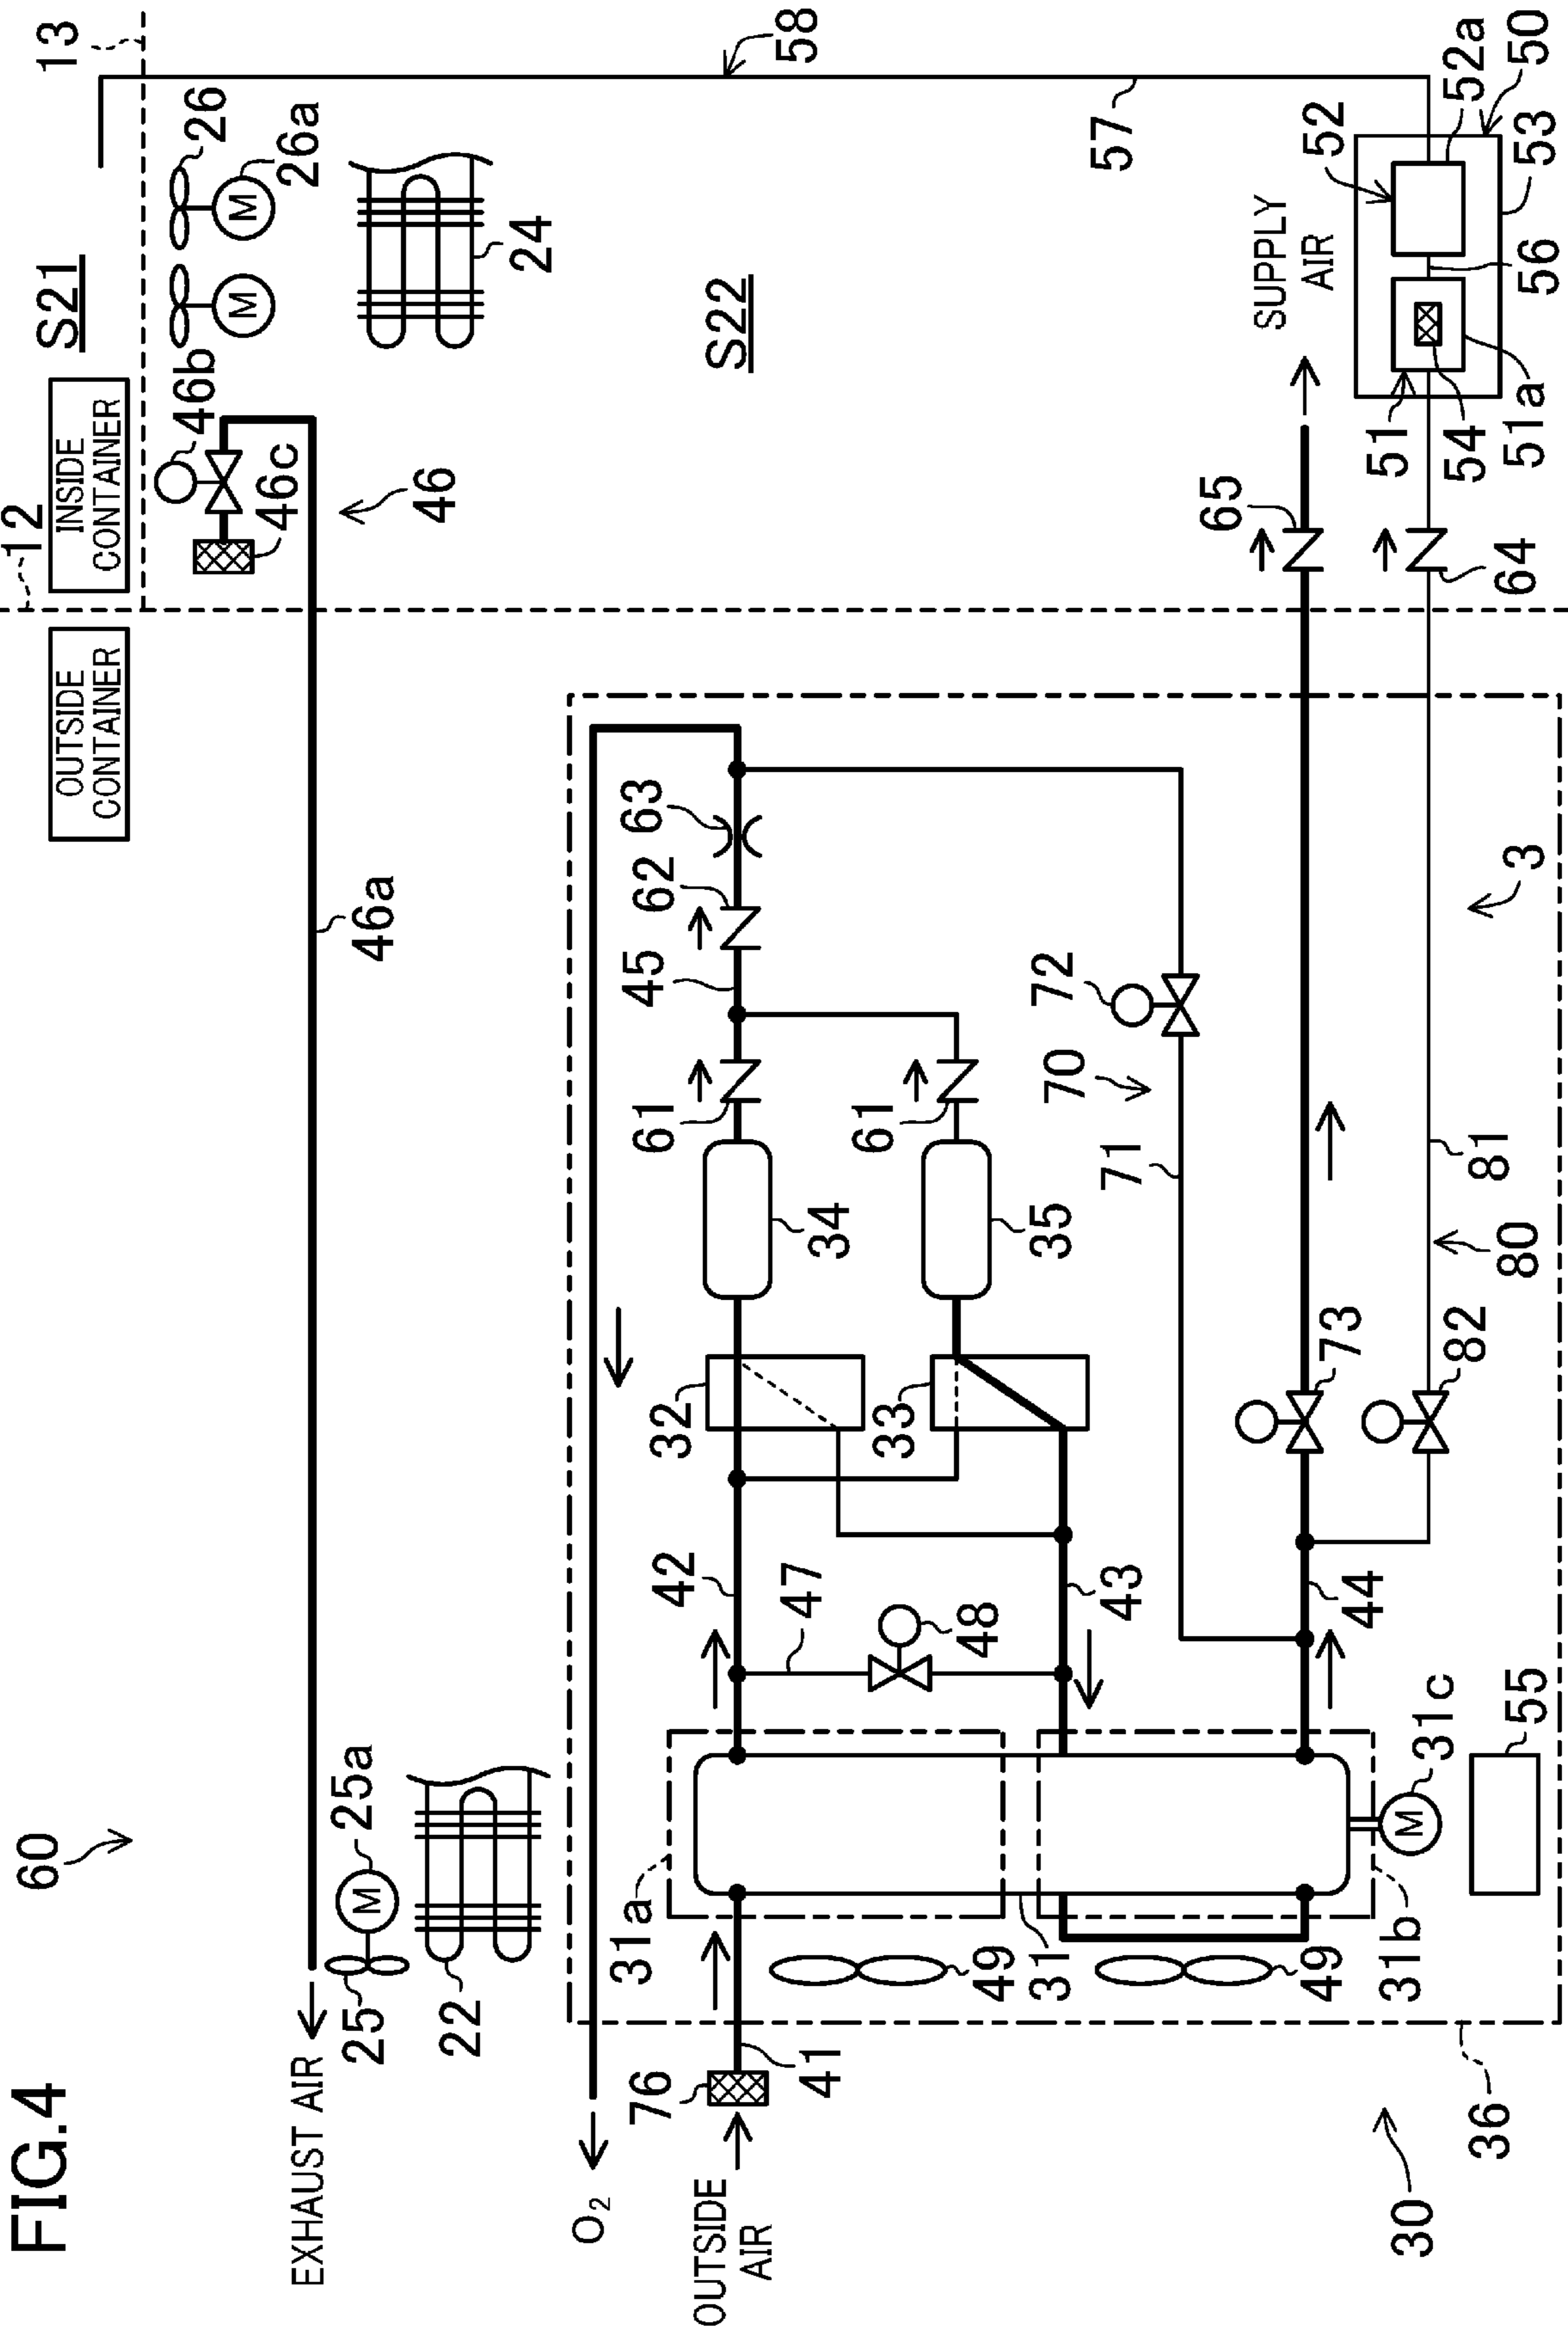 FIG.4
60
12
13
OUTSIDE
CONTAINER
INSIDE
CONTAINER
S21
46b
26
M
M
26a
46c
EXHAUST AIR
25
M
25a
46a
46
22
24
58
O₂
76
31a
32
61
45
62
63
OUTSIDE
AIR
41
42
34
S22
47
33
61
48
49
31
43
35
70
72
71
57
SUPPLY
AIR
65
73
52
49
31b
M
31c
44
51
54
52a
30
36
55
82
80
81
3
64
51a
56
53
50